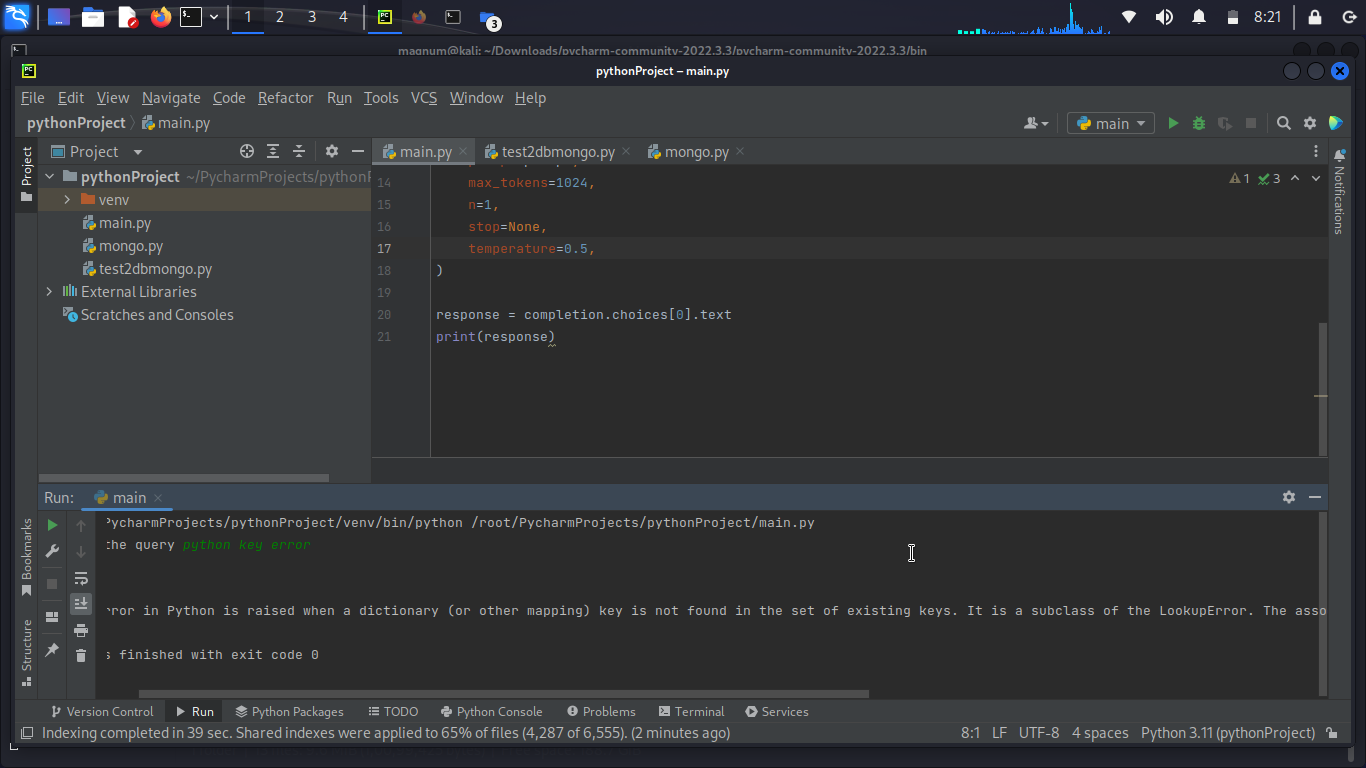 1 2 3 4 3 8:21
magnum@kali: ~/Downloads/pycharm-community-2022.3.3/pycharm-community-2022.3.3/bin
PC pythonProject – main.py
File Edit View Navigate Code Refactor Run Tools VCS Window Help
pythonProject main.py main
Project
Project
main.py test2dbmongo.py mongo.py
Notifications
pythonProject ~/PycharmProjects/pythonP
venv
main.py
mongo.py
test2dbmongo.py
External Libraries
Scratches and Consoles
1 3
14 max_tokens=1024,
15 n=1,
16 stop=None,
17 temperature=0.5,
18 )
19
20 response = completion.choices[0].text
21 print(response)
Run: main
Bookmarks
Structure
PycharmProjects/pythonProject/venv/bin/python /root/PycharmProjects/pythonProject/main.py
the query python key error
rror in Python is raised when a dictionary (or other mapping) key is not found in the set of existing keys. It is a subclass of the LookupError. The asso
s finished with exit code 0
Version Control Run Python Packages TODO Python Console Problems Terminal Services
Indexing completed in 39 sec. Shared indexes were applied to 65% of files (4,287 of 6,555). (2 minutes ago) 8:1 LF UTF-8 4 spaces Python 3.11 (pythonProject)